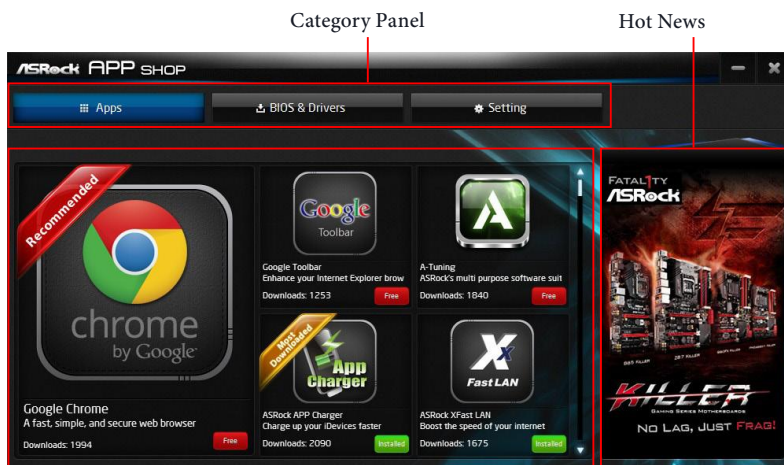 Category Panel
Hot News
ASRock APP SHOP
Apps
BIOS & Drivers
Setting
Recommended
chrome
by Google
Google Chrome
A fast, simple, and secure web browser
Downloads: 1994
Free
Google
Toolbar
Google Toolbar
Enhance your Internet Explorer brow
Downloads: 1253
Free
A-Tuning
ASRock's multi purpose software suit
Downloads: 1840
Free
Most
Downloaded
App
Charger
ASRock APP Charger
Charge up your iDevices faster
Downloads: 2090
Installed
Fast LAN
ASRock XFast LAN
Boost the speed of your internet
Downloads: 1675
Installed
FATAL1TY
ASRock
B85 KILLER
Z87 KILLER
KILLER
GAMING SERIES MOTHERBOARDS
NO LAG, JUST FRAG!